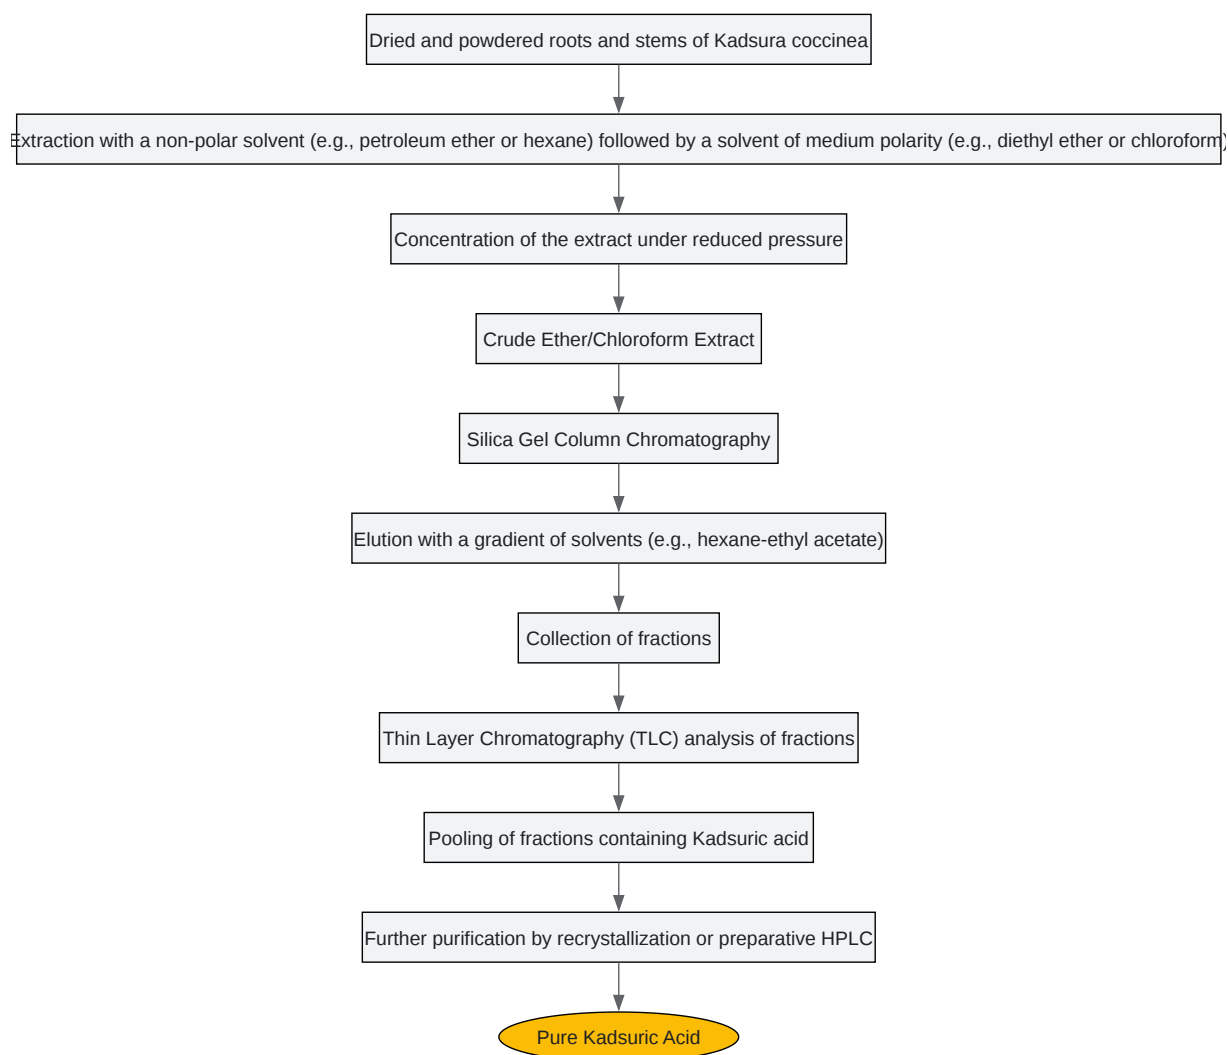 Dried and powdered roots and stems of Kadsura coccinea
Extraction with a non-polar solvent (e.g., petroleum ether or hexane) followed by a solvent of medium polarity (e.g., diethyl ether or chloroform)
Concentration of the extract under reduced pressure
Crude Ether/Chloroform Extract
Silica Gel Column Chromatography
Elution with a gradient of solvents (e.g., hexane-ethyl acetate)
Collection of fractions
Thin Layer Chromatography (TLC) analysis of fractions
Pooling of fractions containing Kadsuric acid
Further purification by recrystallization or preparative HPLC
Pure Kadsuric Acid